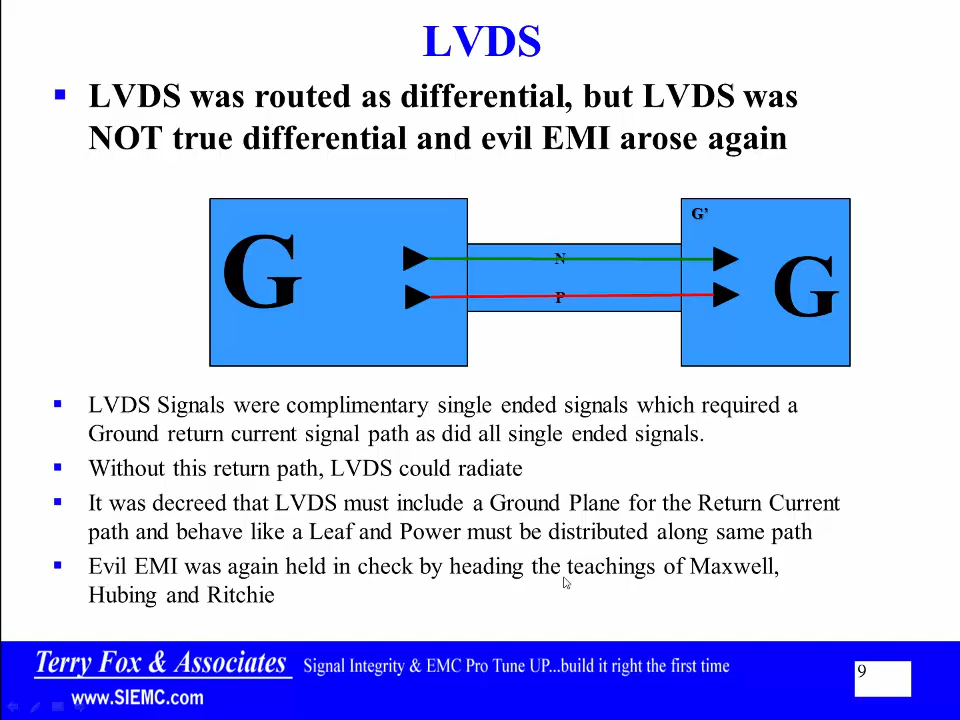 LVDS
LVDS was routed as differential, but LVDS was
NOT true differential and evil EMI arose again
G
G'
N
P
G
LVDS Signals were complimentary single ended signals which required a
Ground return current signal path as did all single ended signals.
Without this return path, LVDS could radiate
It was decreed that LVDS must include a Ground Plane for the Return Current
path and behave like a Leaf and Power must be distributed along same path
Evil EMI was again held in check by heading the teachings of Maxwell,
Hubing and Ritchie
Terry Fox & Associates
Signal Integrity & EMC Pro Tune UP...build it right the first time
www.SIEMC.com
9